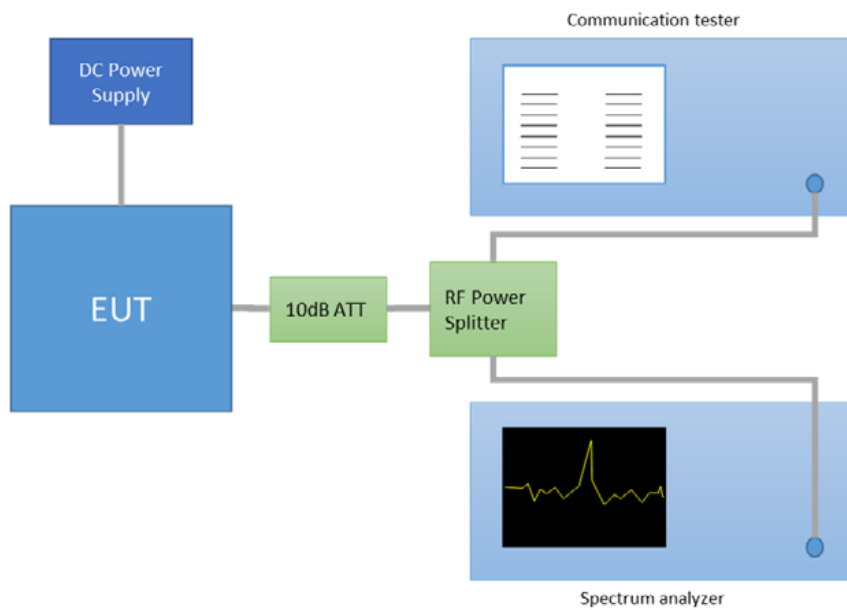 Communication tester
DC Power
Supply
EUT
10dB ATT
RF Power
Splitter
Spectrum analyzer